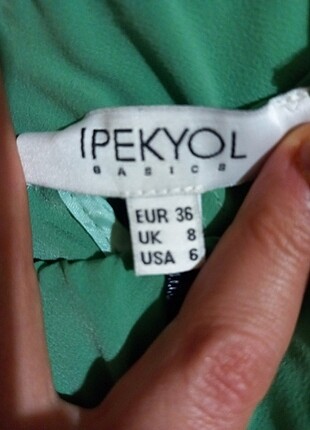 IPEKYOL
BASICS
EUR 36
UK 8
USA 6